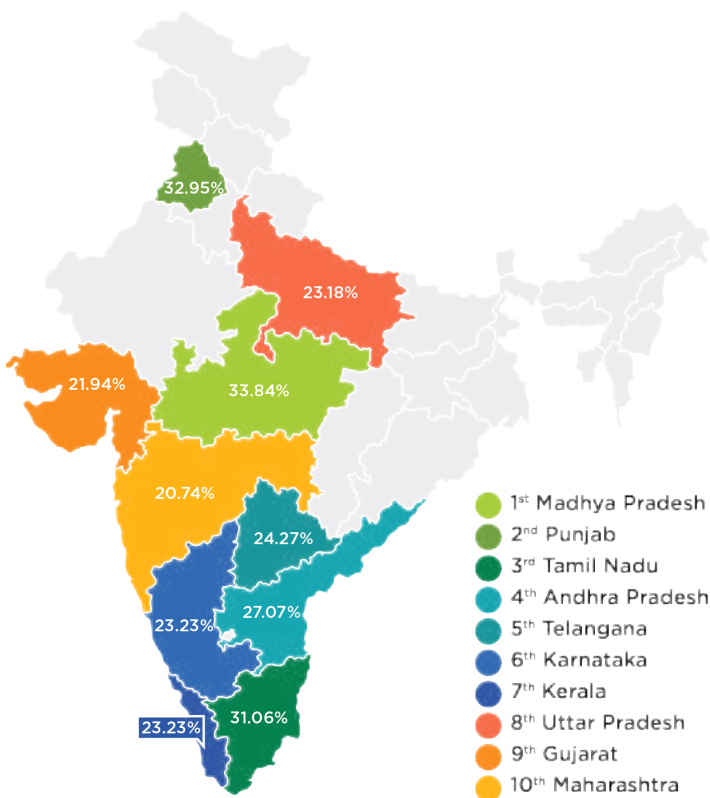 32.95%
23.18%
21.94%
33.84%
20.74%
24.27%
27.07%
23.23%
31.06%
23.23%
1st Madhya Pradesh
2nd Punjab
3rd Tamil Nadu
4th Andhra Pradesh
5th Telangana
6th Karnataka
7th Kerala
8th Uttar Pradesh
9th Gujarat
10th Maharashtra